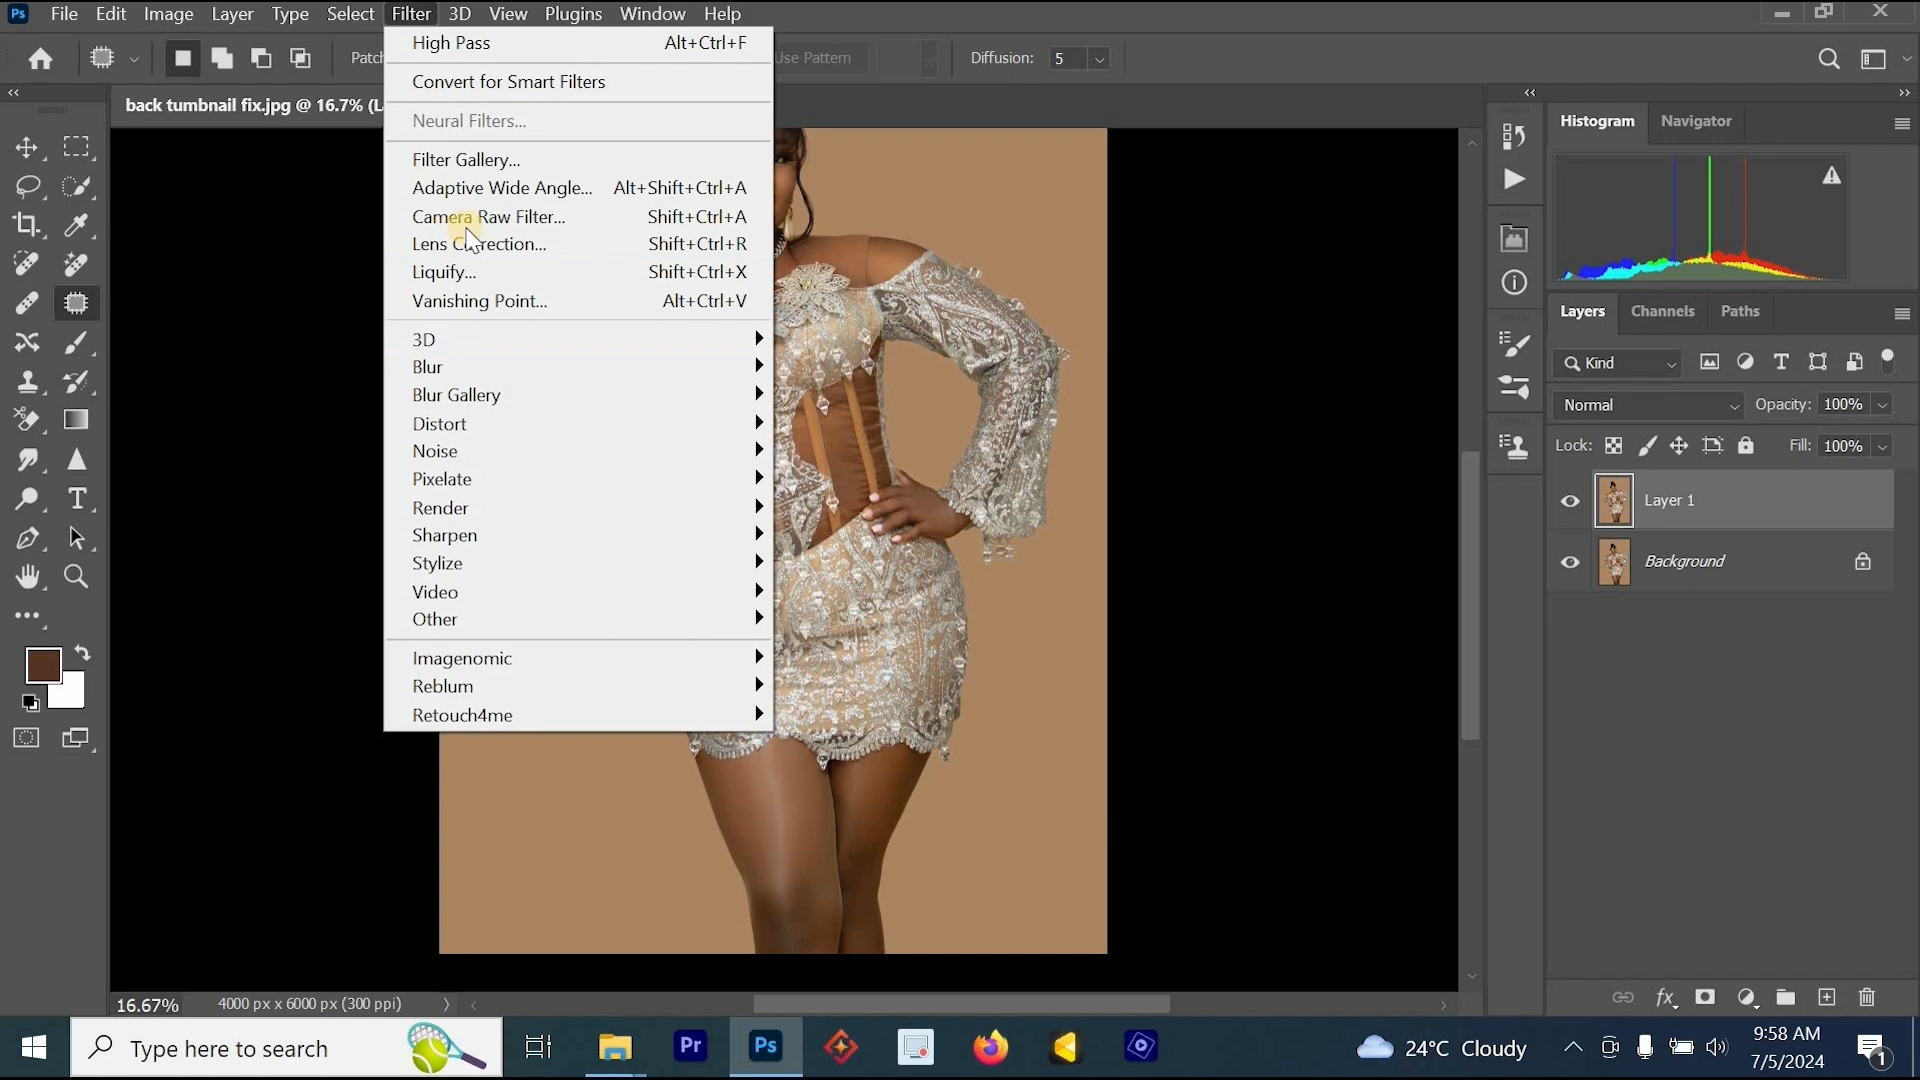 Ps File Edit Image Layer Type Select Filter 3D View Plugins Window Help
Patch
Use Pattern
Diffusion: 5
back tumbnail fix.jpg @ 16.7% (L
High Pass Alt+Ctrl+F
Convert for Smart Filters
Neural Filters...
Filter Gallery...
Adaptive Wide Angle... Alt+Shift+Ctrl+A
Camera Raw Filter... Shift+Ctrl+A
Lens Correction... Shift+Ctrl+R
Liquify... Shift+Ctrl+X
Vanishing Point... Alt+Ctrl+V
3D
Blur
Blur Gallery
Distort
Noise
Pixelate
Render
Sharpen
Stylize
Video
Other
Imagenomic
Reblum
Retouch4me
Histogram Navigator
Layers Channels Paths
Kind
Normal Opacity: 100%
Lock: Fill: 100%
Layer 1
Background
fx
16.67% 4000 px x 6000 px (300 ppi)
Type here to search
Pr
Ps
24°C Cloudy
9:58 AM
7/5/2024
1